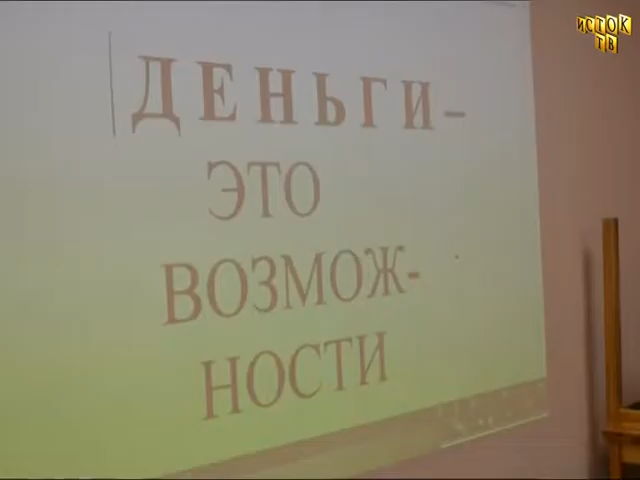 ИСТОК
ТВ
ДЕНЬГИ–
ЭТО
ВОЗМОЖ-
НОСТИ